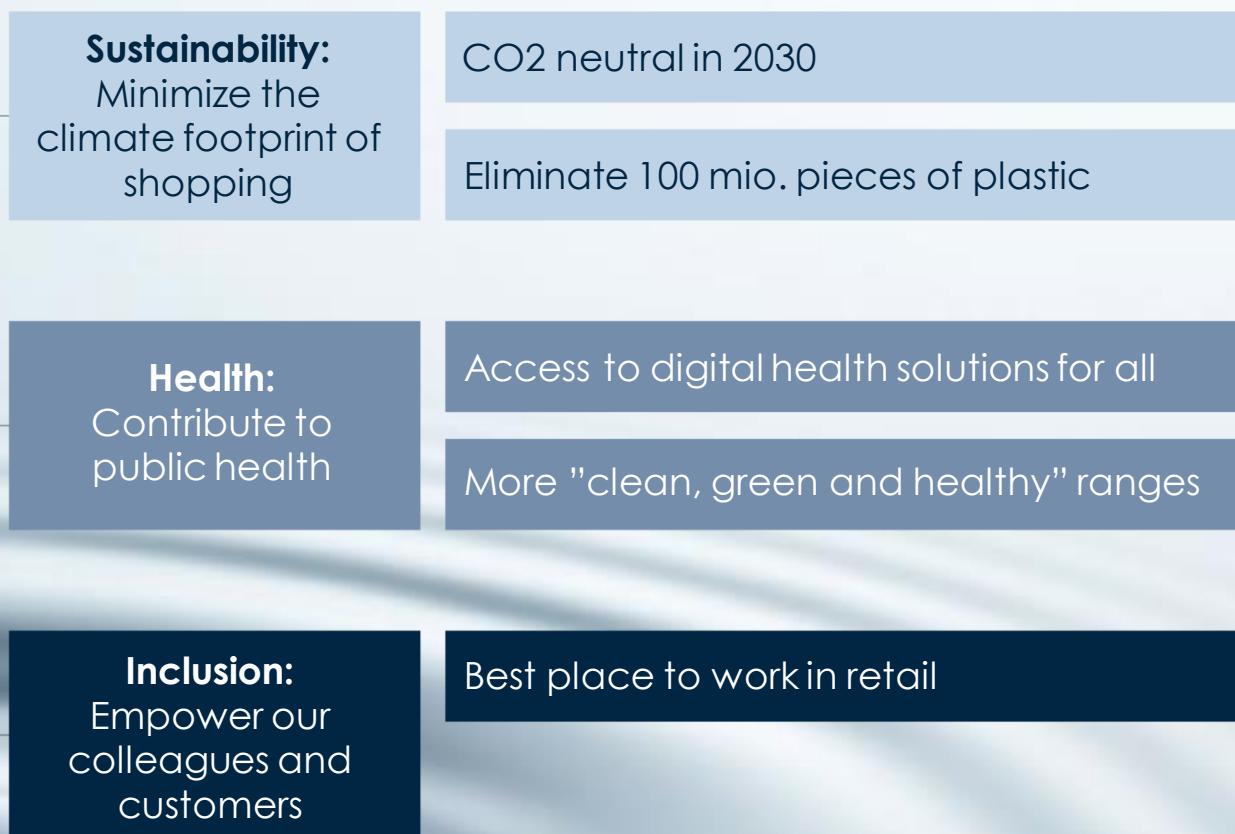 Sustainability:
Minimize the
climate footprint of
shopping
CO2 neutral in 2030
Eliminate 100 mio. pieces of plastic
Health:
Contribute to
public health
Access to digital health solutions for all
More ”clean, green and healthy” ranges
Inclusion:
Empower our
colleagues and
customers
Best place to work in retail